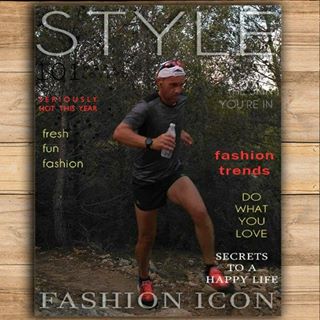 STYLE
101
SERIOUSLY
HOT THIS YEAR
YOU'RE IN
fresh
fun
fashion
fashion
trends
DO
WHAT
YOU
LOVE
SECRETS
TO A
HAPPY LIFE
FASHION ICON